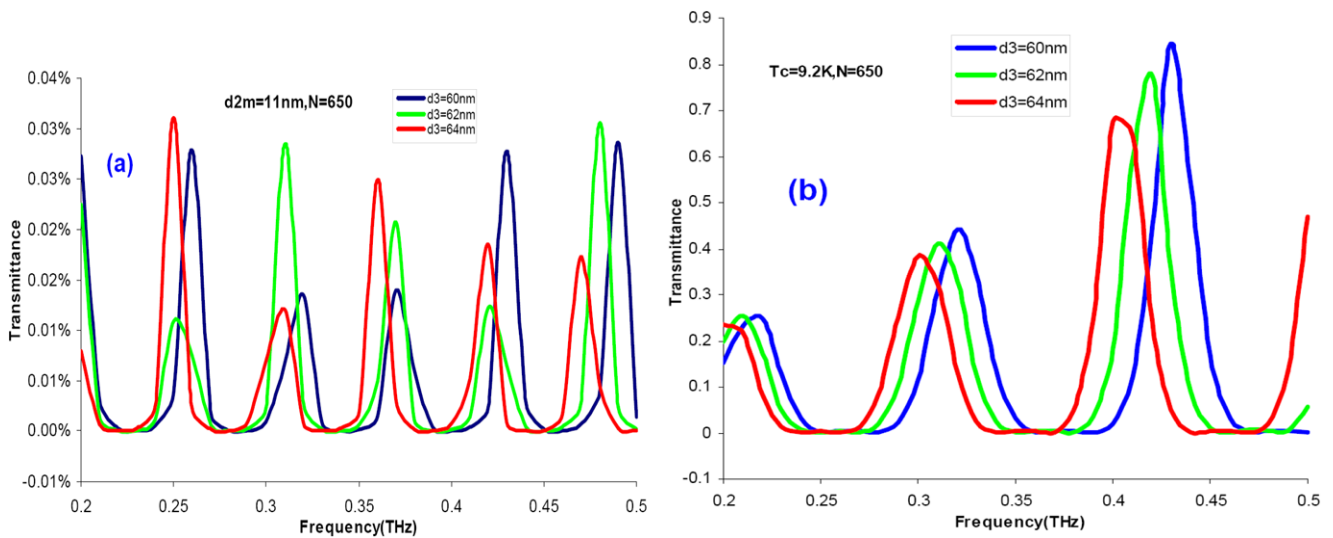 0.04%
0.04%
0.03%
0.03%
0.02%
0.02%
0.01%
0.01%
0.00%
-0.01%
Transmittance
d2m=11nm,N=650
d3=60nm
d3=62nm
d3=64nm
(a)
0.2
0.25
0.3
0.35
0.4
0.45
0.5
Frequency(THz)
0.9
0.8
0.7
0.6
0.5
0.4
0.3
0.2
0.1
0
-0.1
Transmittance
Tc=9.2K,N=650
d3=60nm
d3=62nm
d3=64nm
(b)
0.2
0.25
0.3
0.35
0.4
0.45
0.5
Frequency(THz)